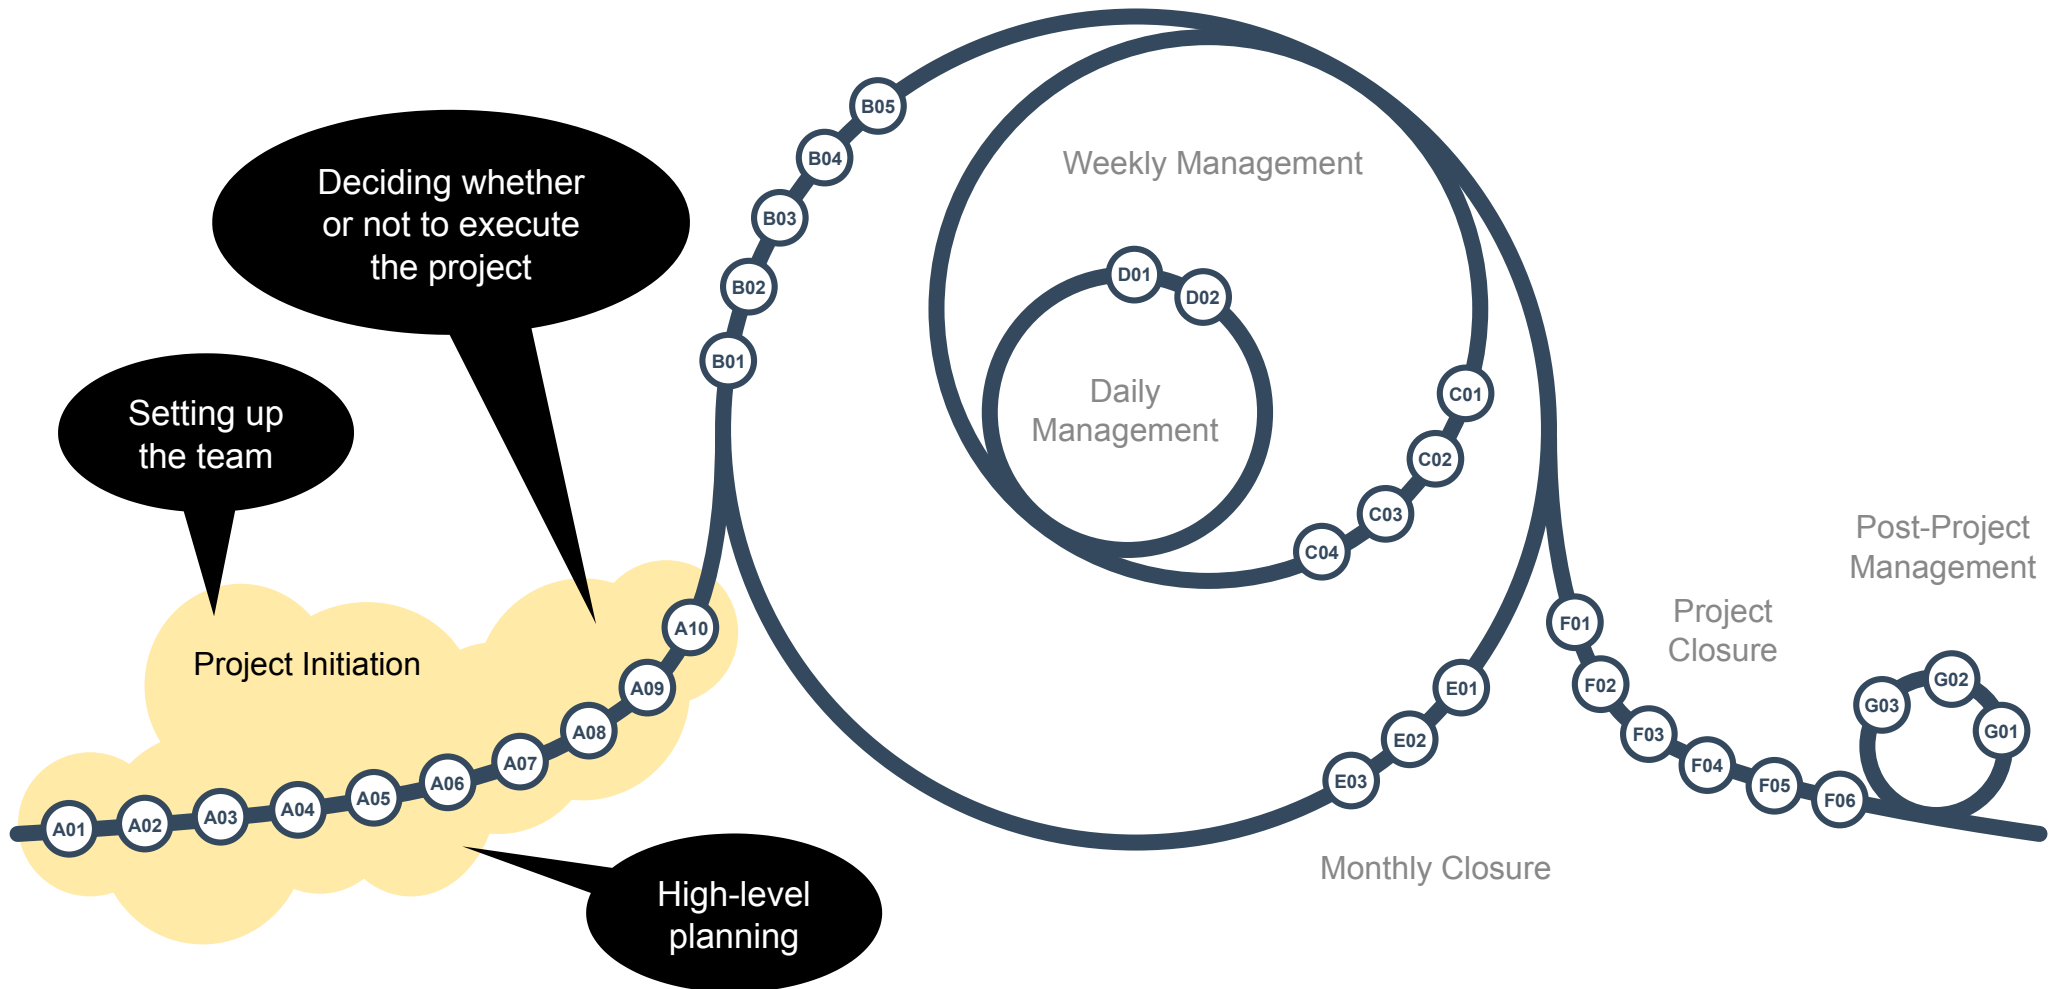 Deciding whether
or not to execute
the project
Setting up
the team
Project Initiation
High-level
planning
A01
A02
A03
A04
A05
A06
A07
A08
A09
A10
B01
B02
B03
B04
B05
Weekly Management
Daily
Management
D01
D02
C01
C02
C03
C04
E01
E02
E03
Monthly Closure
Project
Closure
F01
F02
F03
F04
F05
F06
Post-Project
Management
G01
G02
G03